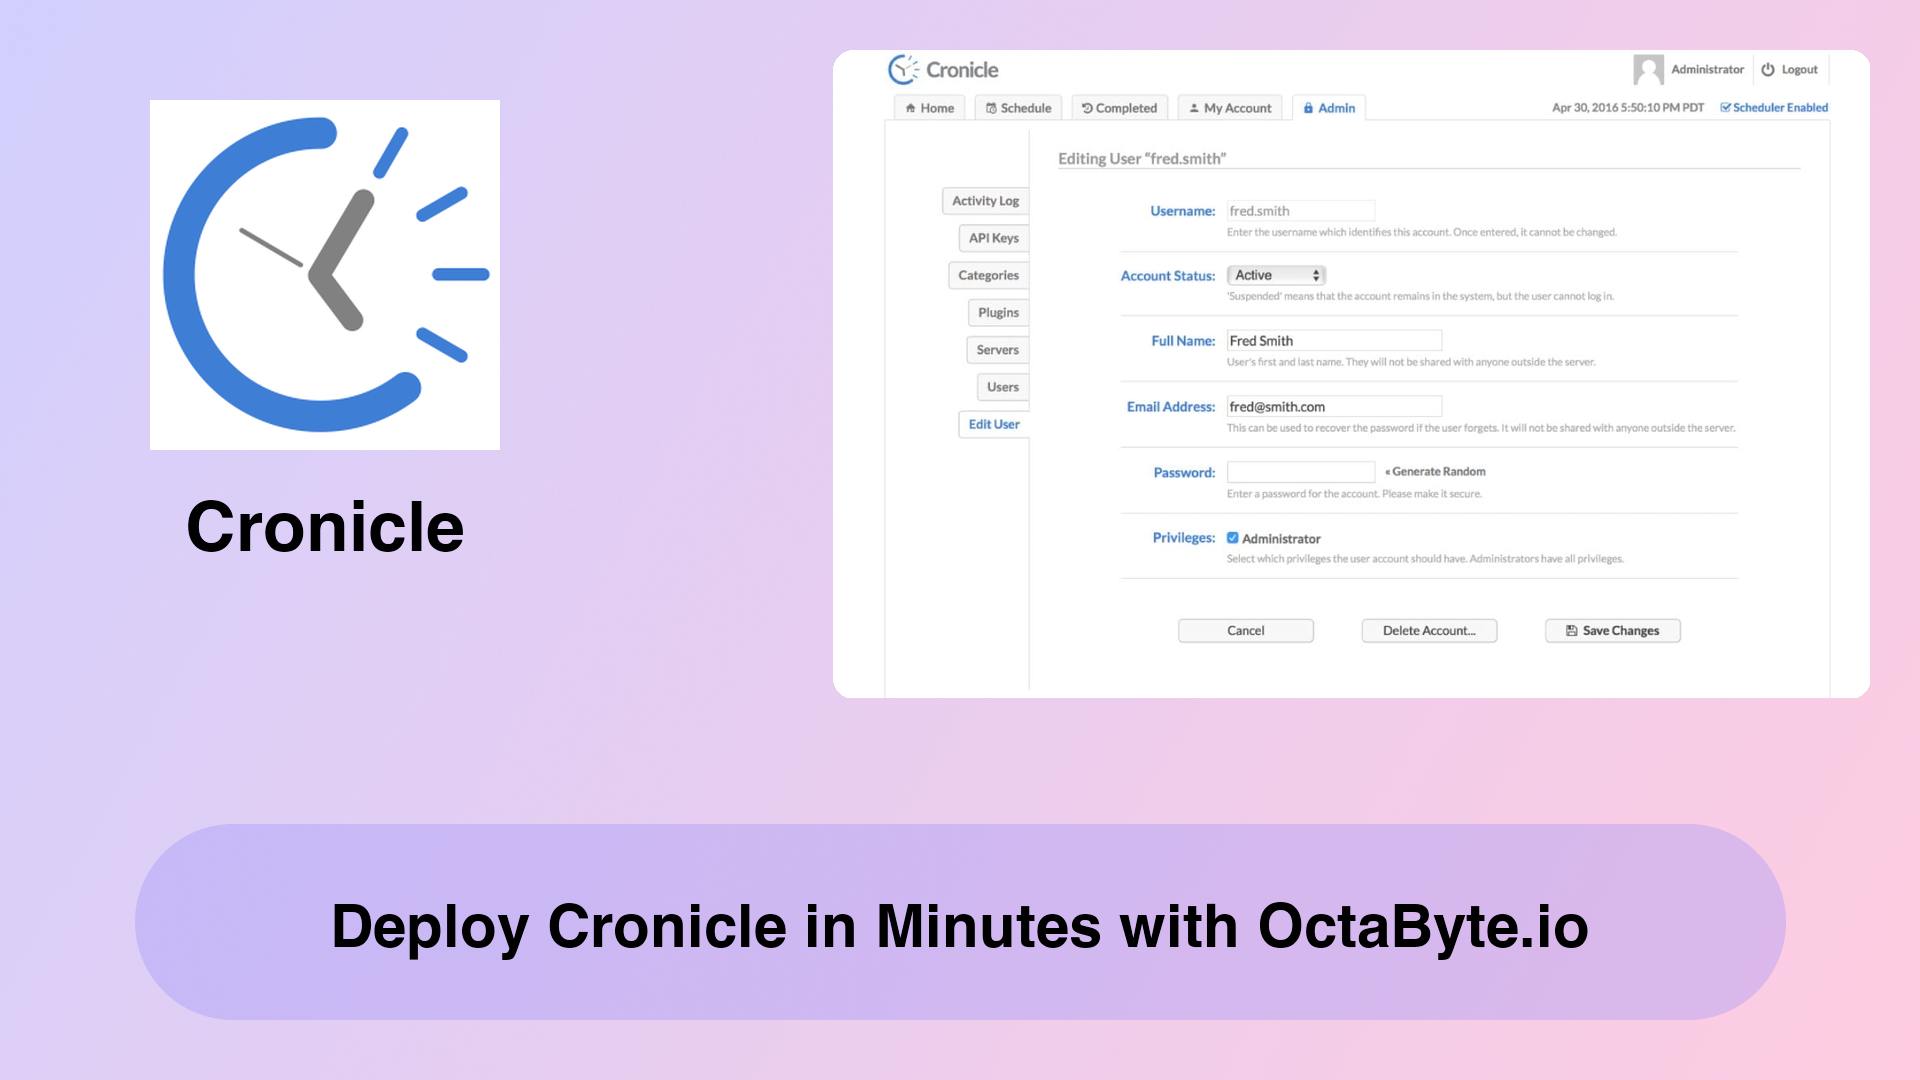 Cronicle
Cronicle
Administrator
Logout
Home
Schedule
Completed
My Account
Admin
Apr 30, 2016 5:50:10 PM PDT
Scheduler Enabled
Activity Log
API Keys
Categories
Plugins
Servers
Users
Edit User
Editing User “fred.smith”
Username: fred.smith
Enter the username which identifies this account. Once entered, it cannot be changed.
Account Status: Active
'Suspended' means that the account remains in the system, but the user cannot log in.
Full Name: Fred Smith
User's first and last name. They will not be shared with anyone outside the server.
Email Address: fred@smith.com
This can be used to recover the password if the user forgets. It will not be shared with anyone outside the server.
Password: « Generate Random
Enter a password for the account. Please make it secure.
Privileges: Administrator
Select which privileges the user account should have. Administrators have all privileges.
Cancel
Delete Account...
Save Changes
Deploy Cronicle in Minutes with OctaByte.io